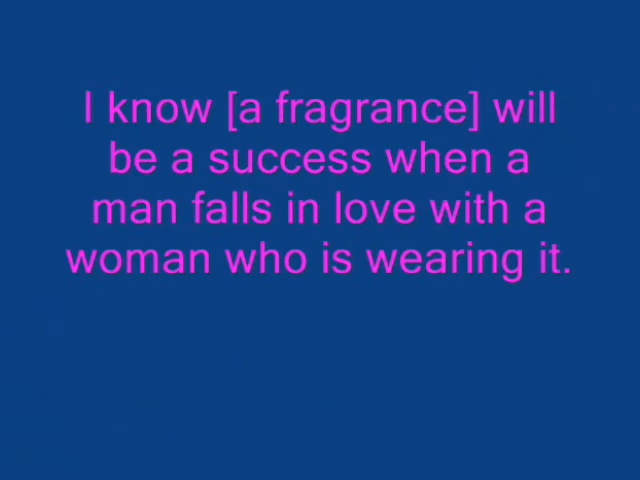 I know [a fragrance] will
be a success when a
man falls in love with a
woman who is wearing it.